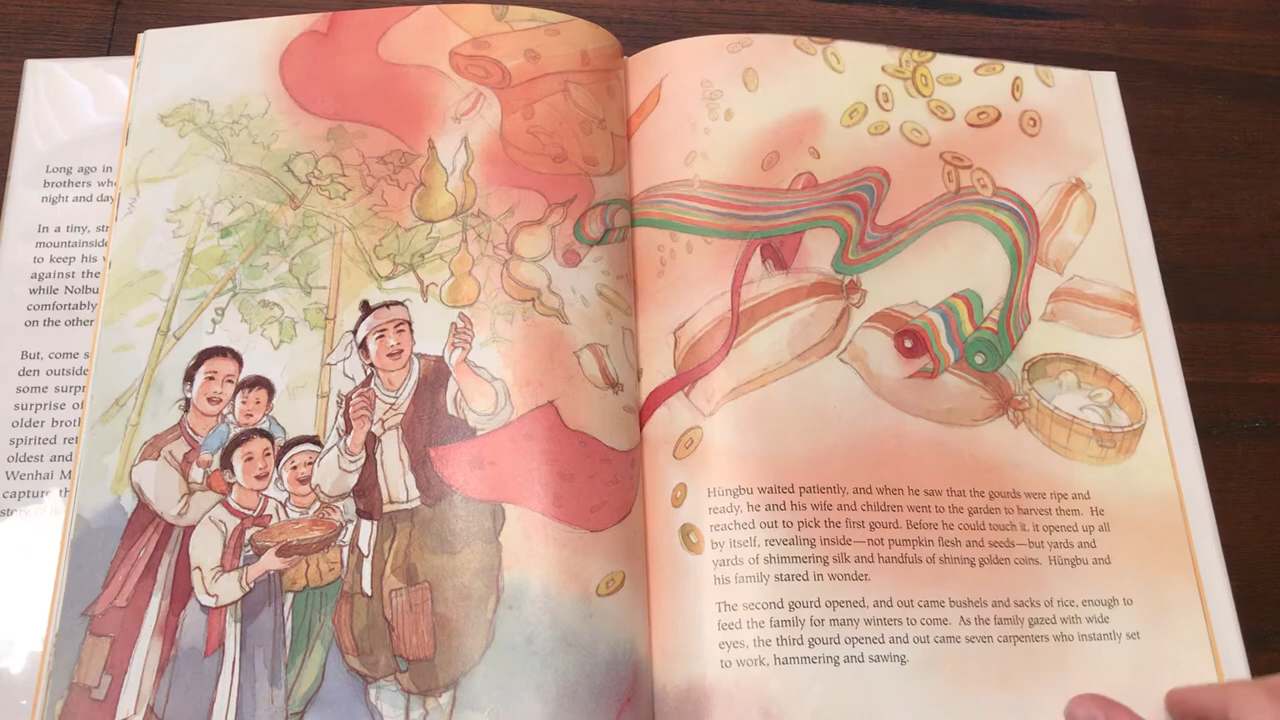 Long ago in
brothers
night and day
In a tiny,
mountainside
to keep his
against the
while Nolbu
comfortably
on the other
But, come
den outside
some
surprise of
older
spirited
oldest and
Wenhai
Hŭngbu waited patiently, and when he saw that the gourds were ripe and
ready, he and his wife and children went to the garden to harvest them. He
reached out to pick the first gourd. Before he could touch it, it opened up all
by itself, revealing inside—not pumpkin flesh and seeds—but yards and
yards of shimmering silk and handfuls of shining golden coins. Hŭngbu and
his family stared in wonder.
The second gourd opened, and out came bushels and sacks of rice, enough to
feed the family for many winters to come. As the family gazed with wide
eyes, the third gourd opened and out came seven carpenters who instantly set
to work, hammering and sawing.